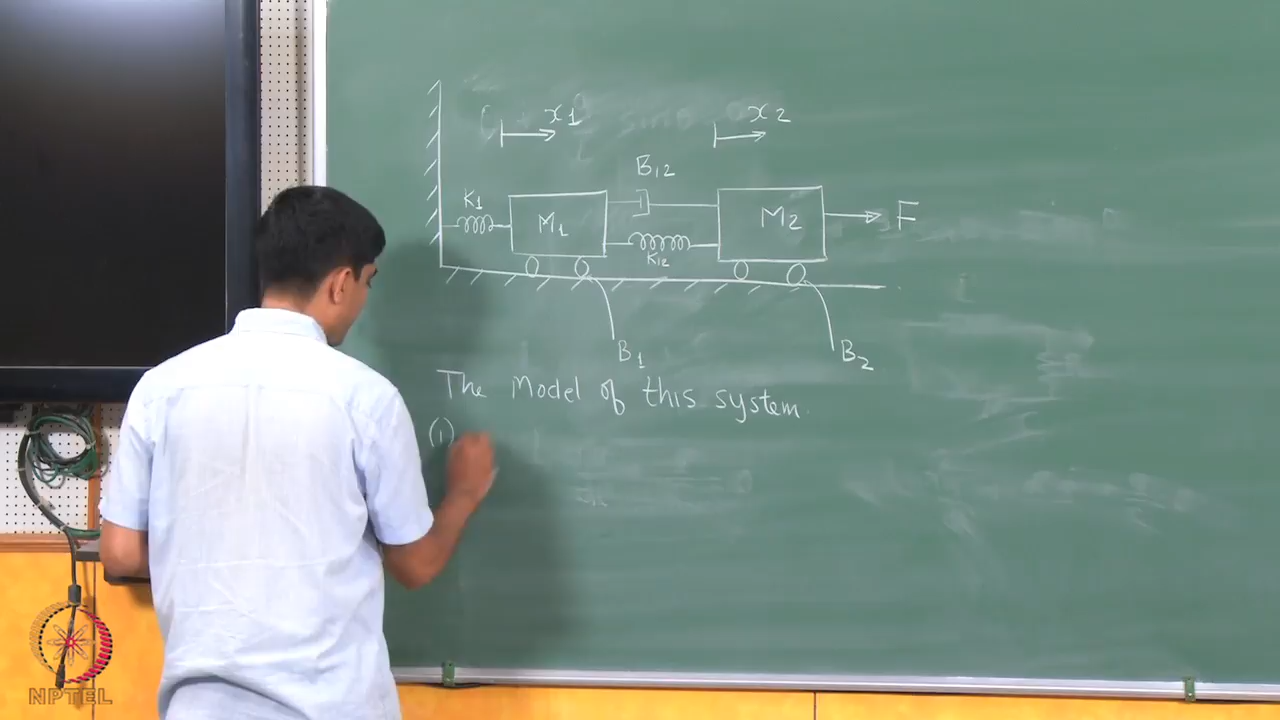 x1 x2
B12
K1 M1 M2 F
K12
B1 B2
The Model of this system.
(1)
NPTEL